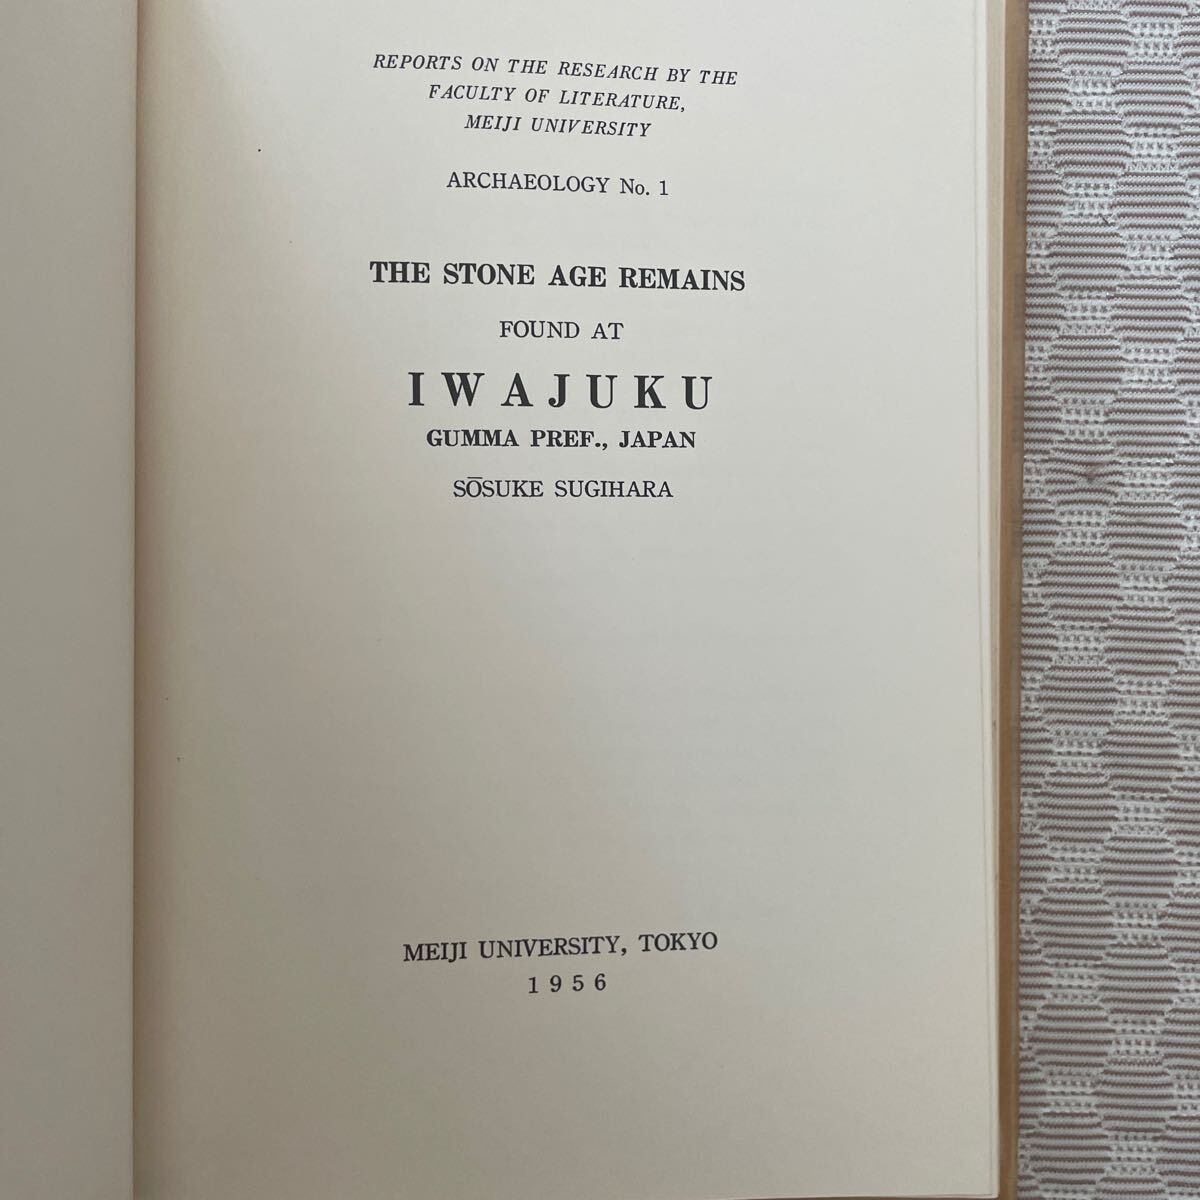 REPORTS ON THE RESEARCH BY THE
FACULTY OF LITERATURE,
MEIJI UNIVERSITY
ARCHAEOLOGY No. 1
THE STONE AGE REMAINS
FOUND AT
IWAJUKU
GUMMA PREF., JAPAN
SŌSUKE SUGIHARA
MEIJI UNIVERSITY, TOKYO
1956